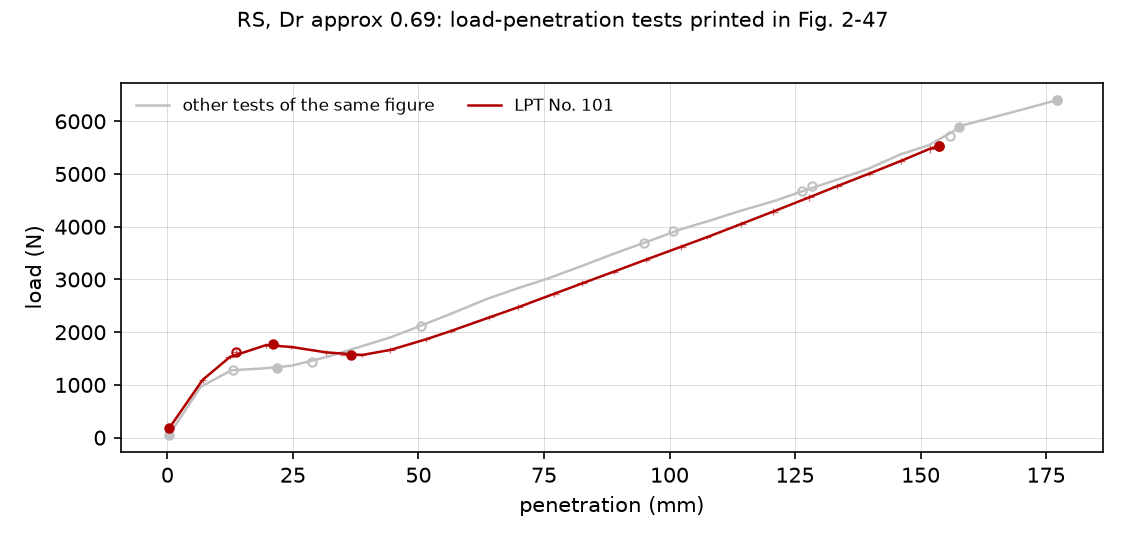 RS, Dr approx 0.69: load-penetration tests printed in Fig. 2-47
other tests of the same figure
LPT No. 101
6000
5000
4000
3000
2000
1000
0
load (N)
0 25 50 75 100 125 150 175
penetration (mm)